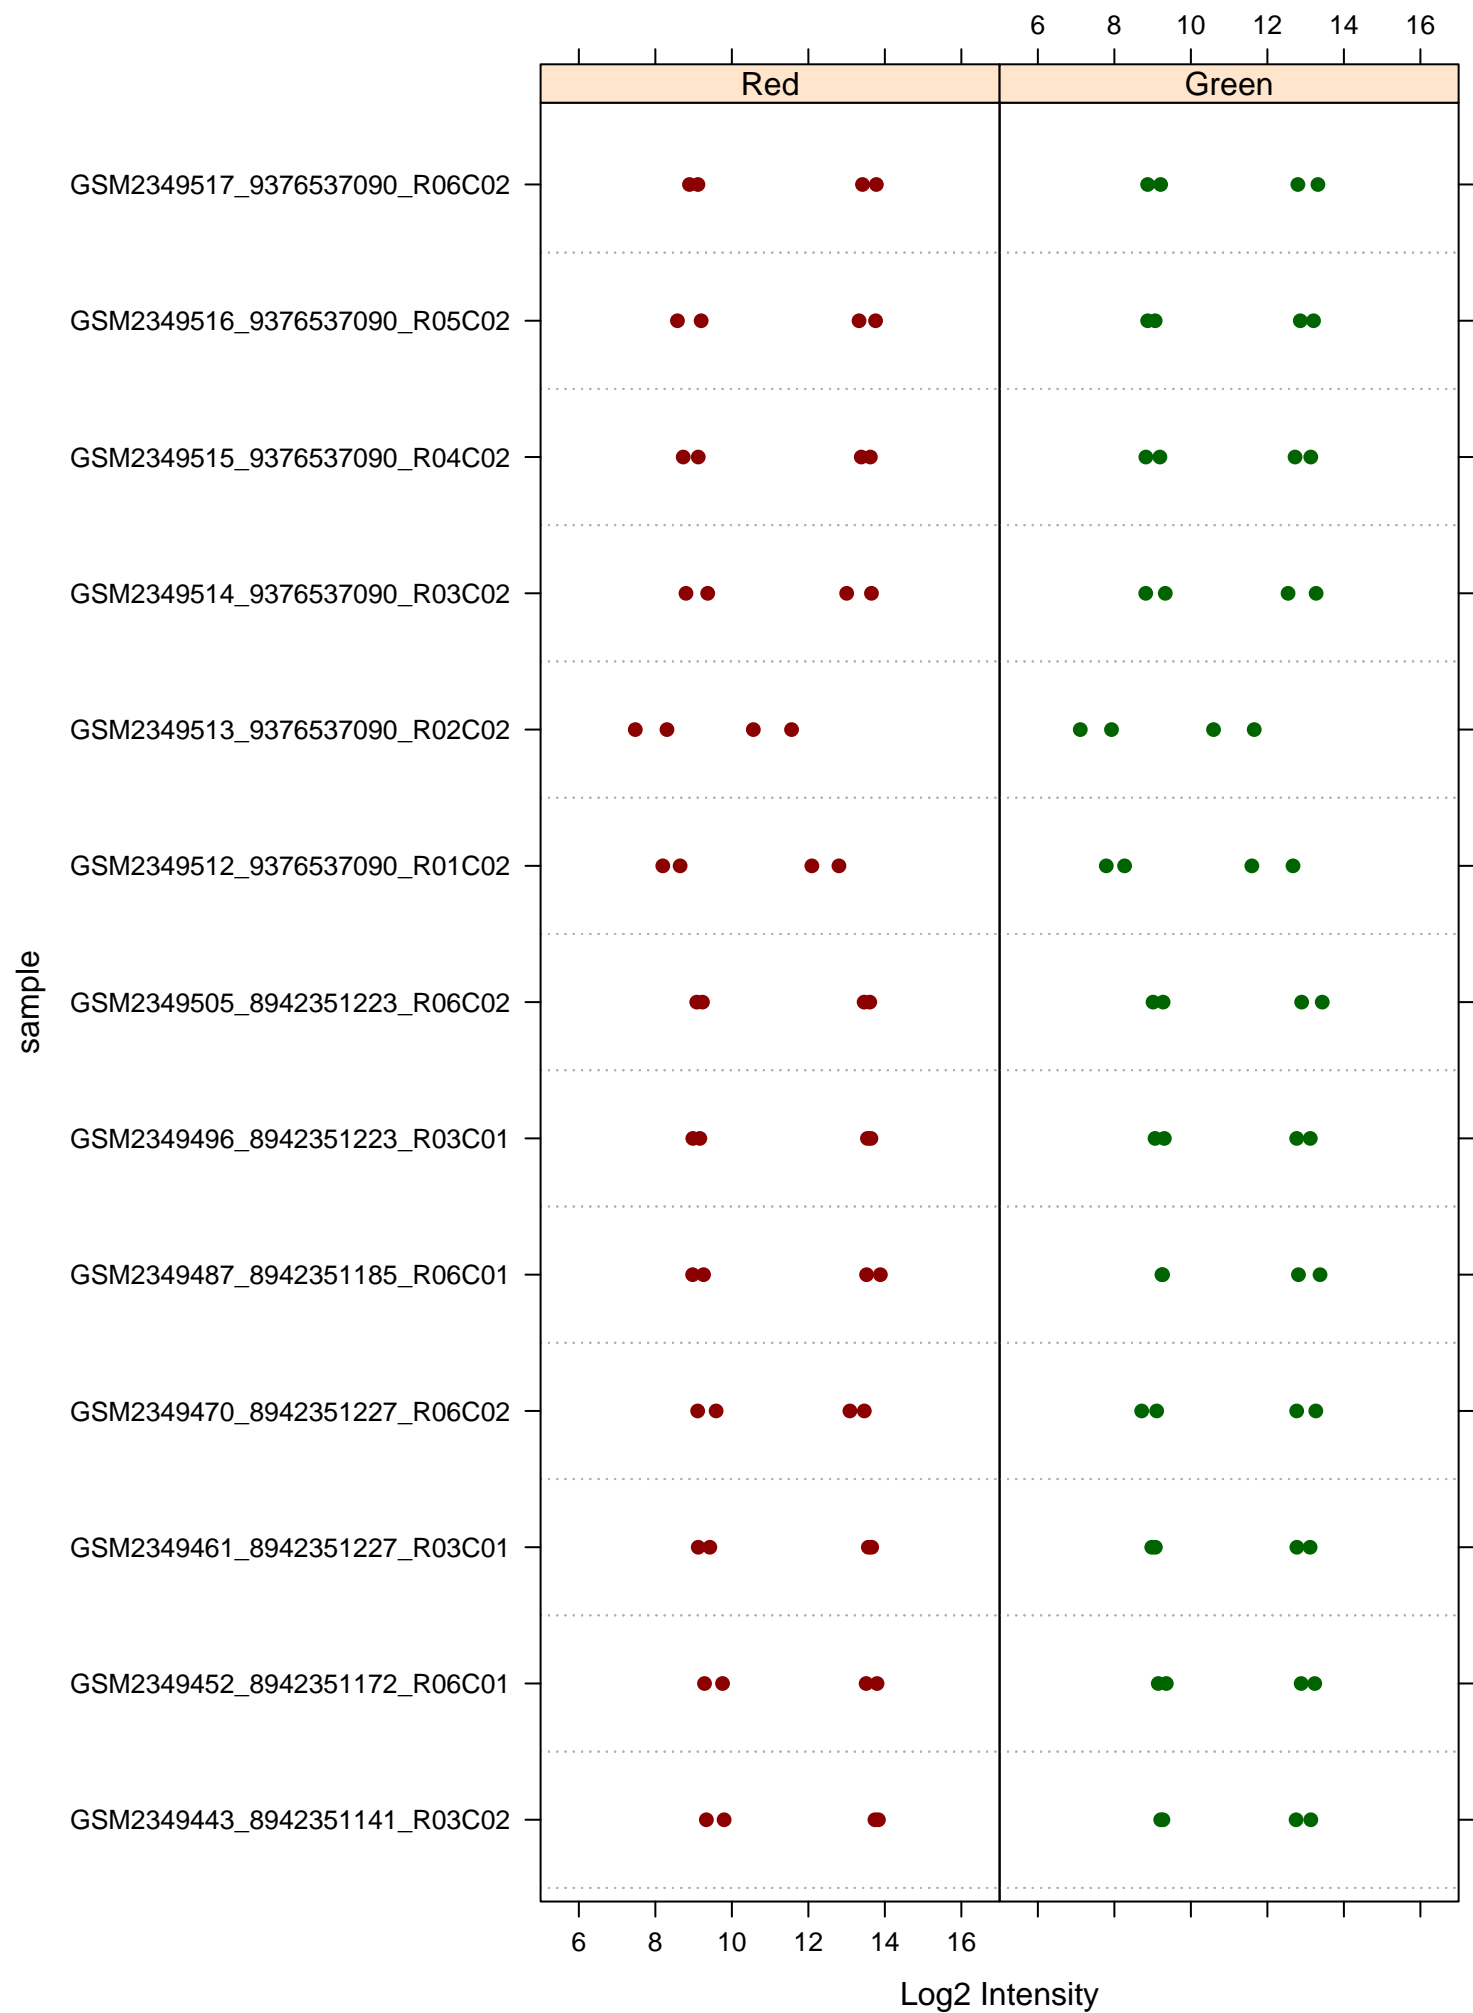 6 8 10 12 14 16
Red Green
GSM2349517_9376537090_R06C02
GSM2349516_9376537090_R05C02
GSM2349515_9376537090_R04C02
GSM2349514_9376537090_R03C02
GSM2349513_9376537090_R02C02
GSM2349512_9376537090_R01C02
sample
GSM2349505_8942351223_R06C02
GSM2349496_8942351223_R03C01
GSM2349487_8942351185_R06C01
GSM2349470_8942351227_R06C02
GSM2349461_8942351227_R03C01
GSM2349452_8942351172_R06C01
GSM2349443_8942351141_R03C02
6 8 10 12 14 16
Log2 Intensity